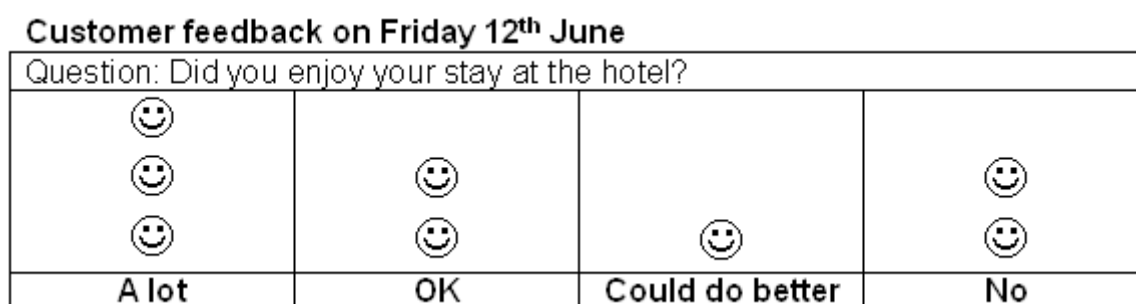 Customer feedback on Friday 12th June
Question: Did you enjoy your stay at the hotel?
A lot OK Could do better No